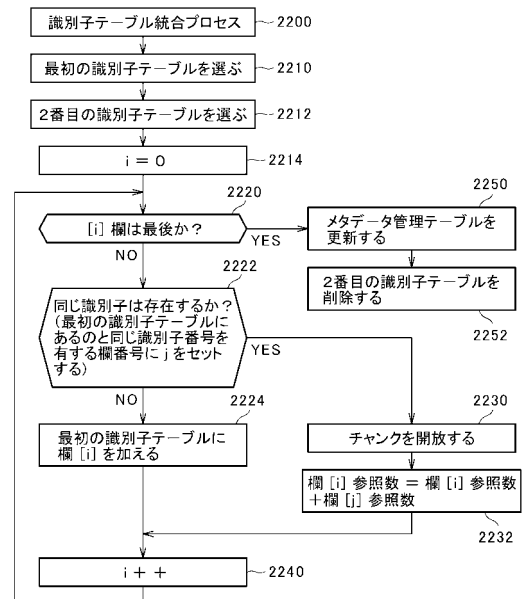 識別子テーブル統合プロセス
2200
最初の識別子テーブルを選ぶ
2210
2番目の識別子テーブルを選ぶ
2212
i = 0
2214
2220
[i] 欄は最後か?
YES
NO
2250
メタデータ管理テーブルを
更新する
2番目の識別子テーブルを
削除する
2252
2222
同じ識別子は存在するか?
(最初の識別子テーブルに
あるのと同じ識別子番号を
有する欄番号にjをセット
する)
YES
NO
2224
最初の識別子テーブルに
欄 [i] を加える
2230
チャンクを開放する
欄 [i] 参照数 = 欄 [i] 参照数
+欄 [j] 参照数
2232
i + +
2240